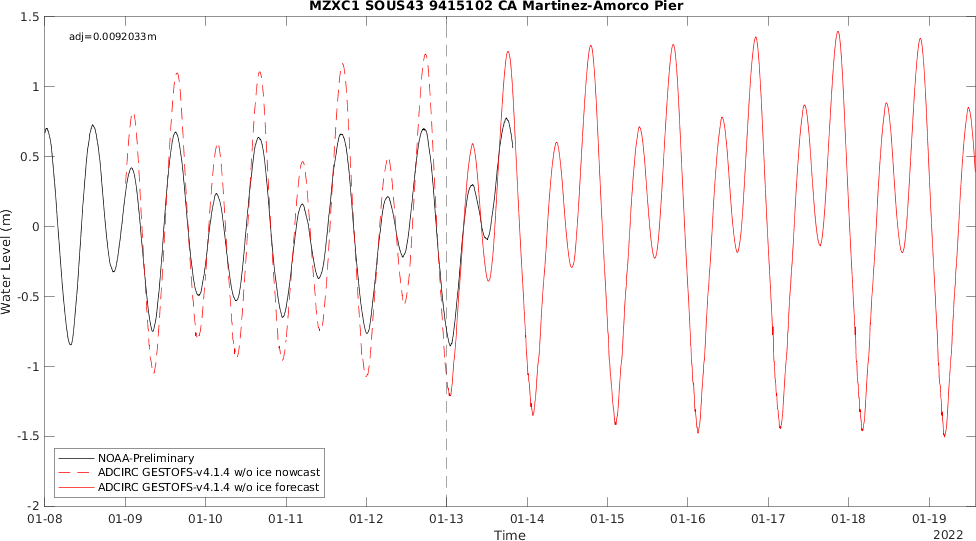 MZXC1 SOUS43 9415102 CA Martinez-Amorco Pier
1.5
adj=0.0092033m
1
0.5
0
-0.5
-1
-1.5
-2
Water Level (m)
NOAA-Preliminary
ADCIRC GESTOFS-v4.1.4 w/o ice nowcast
ADCIRC GESTOFS-v4.1.4 w/o ice forecast
01-08 01-09 01-10 01-11 01-12 01-13 01-14 01-15 01-16 01-17 01-18 01-19
Time
2022